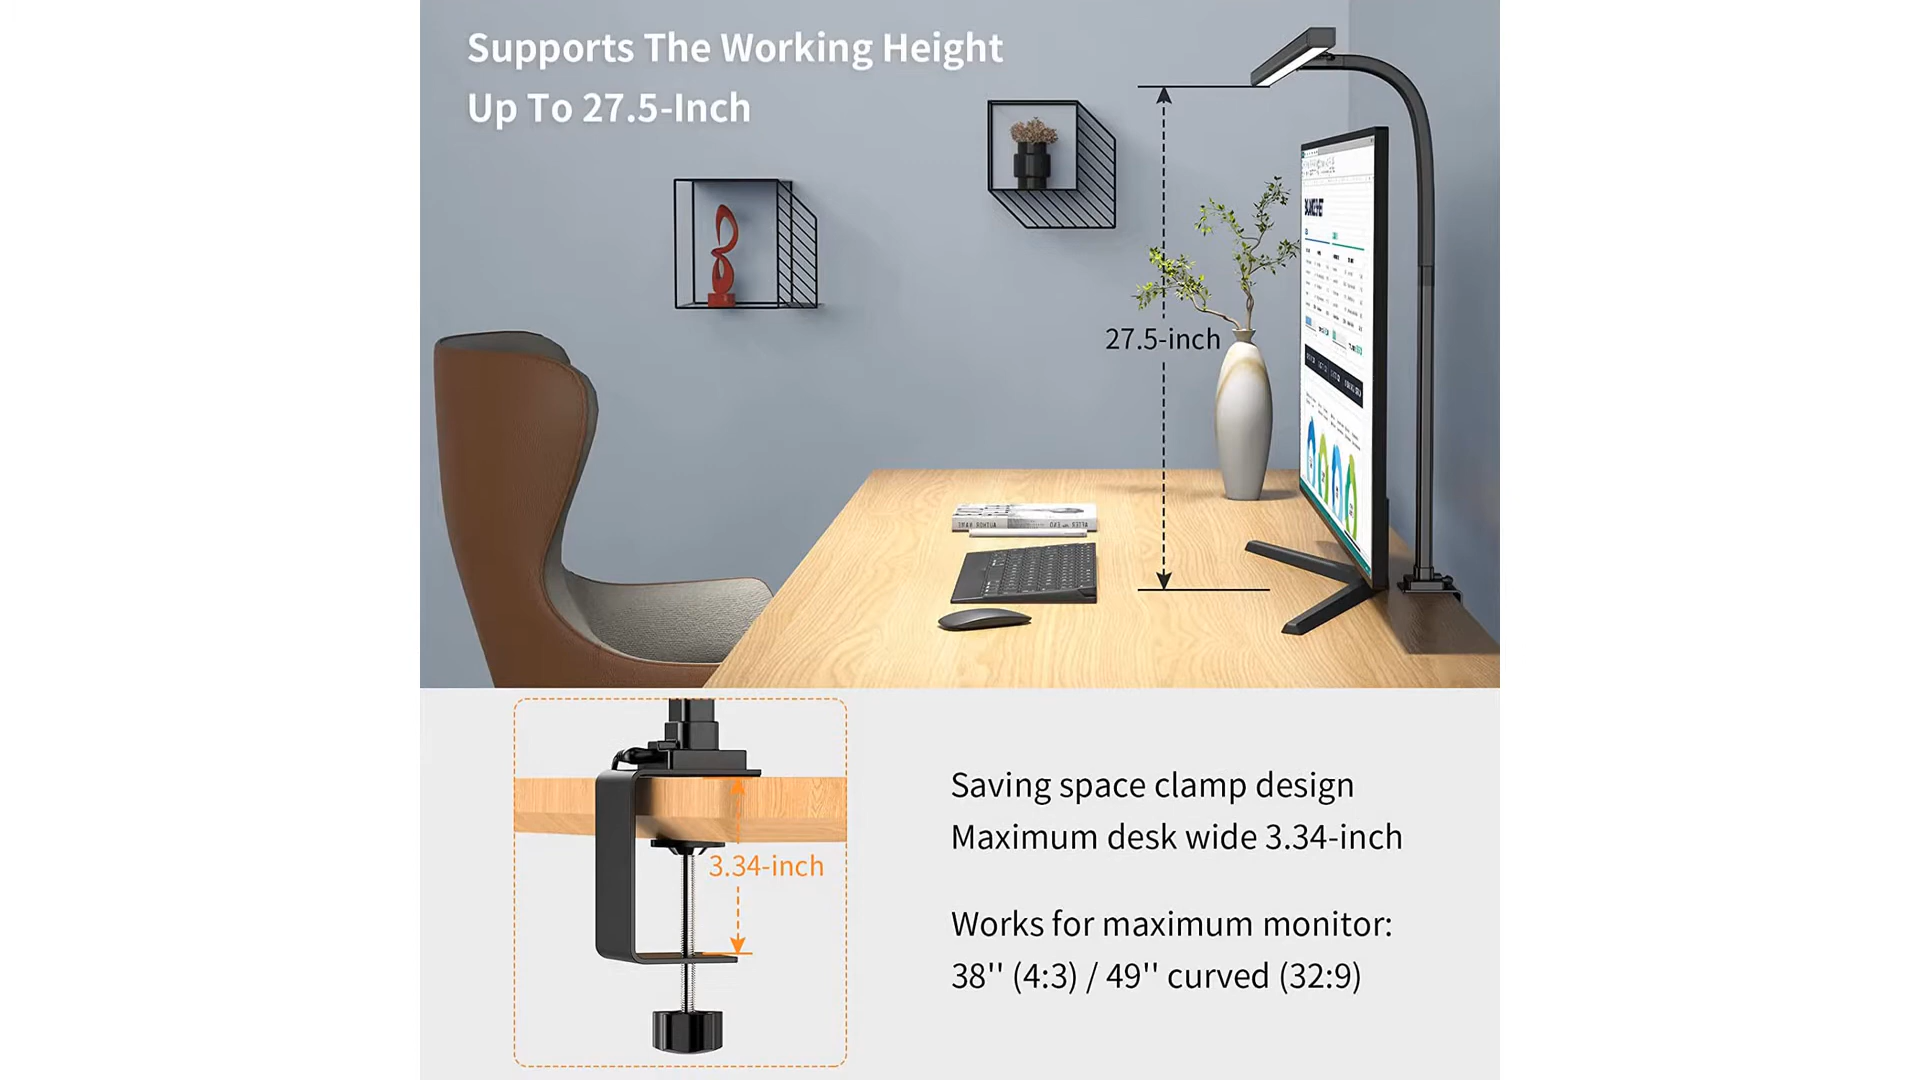 Supports The Working Height
Up To 27.5-Inch
27.5-inch
3.34-inch
Saving space clamp design
Maximum desk wide 3.34-inch
Works for maximum monitor:
38'' (4:3) / 49'' curved (32:9)